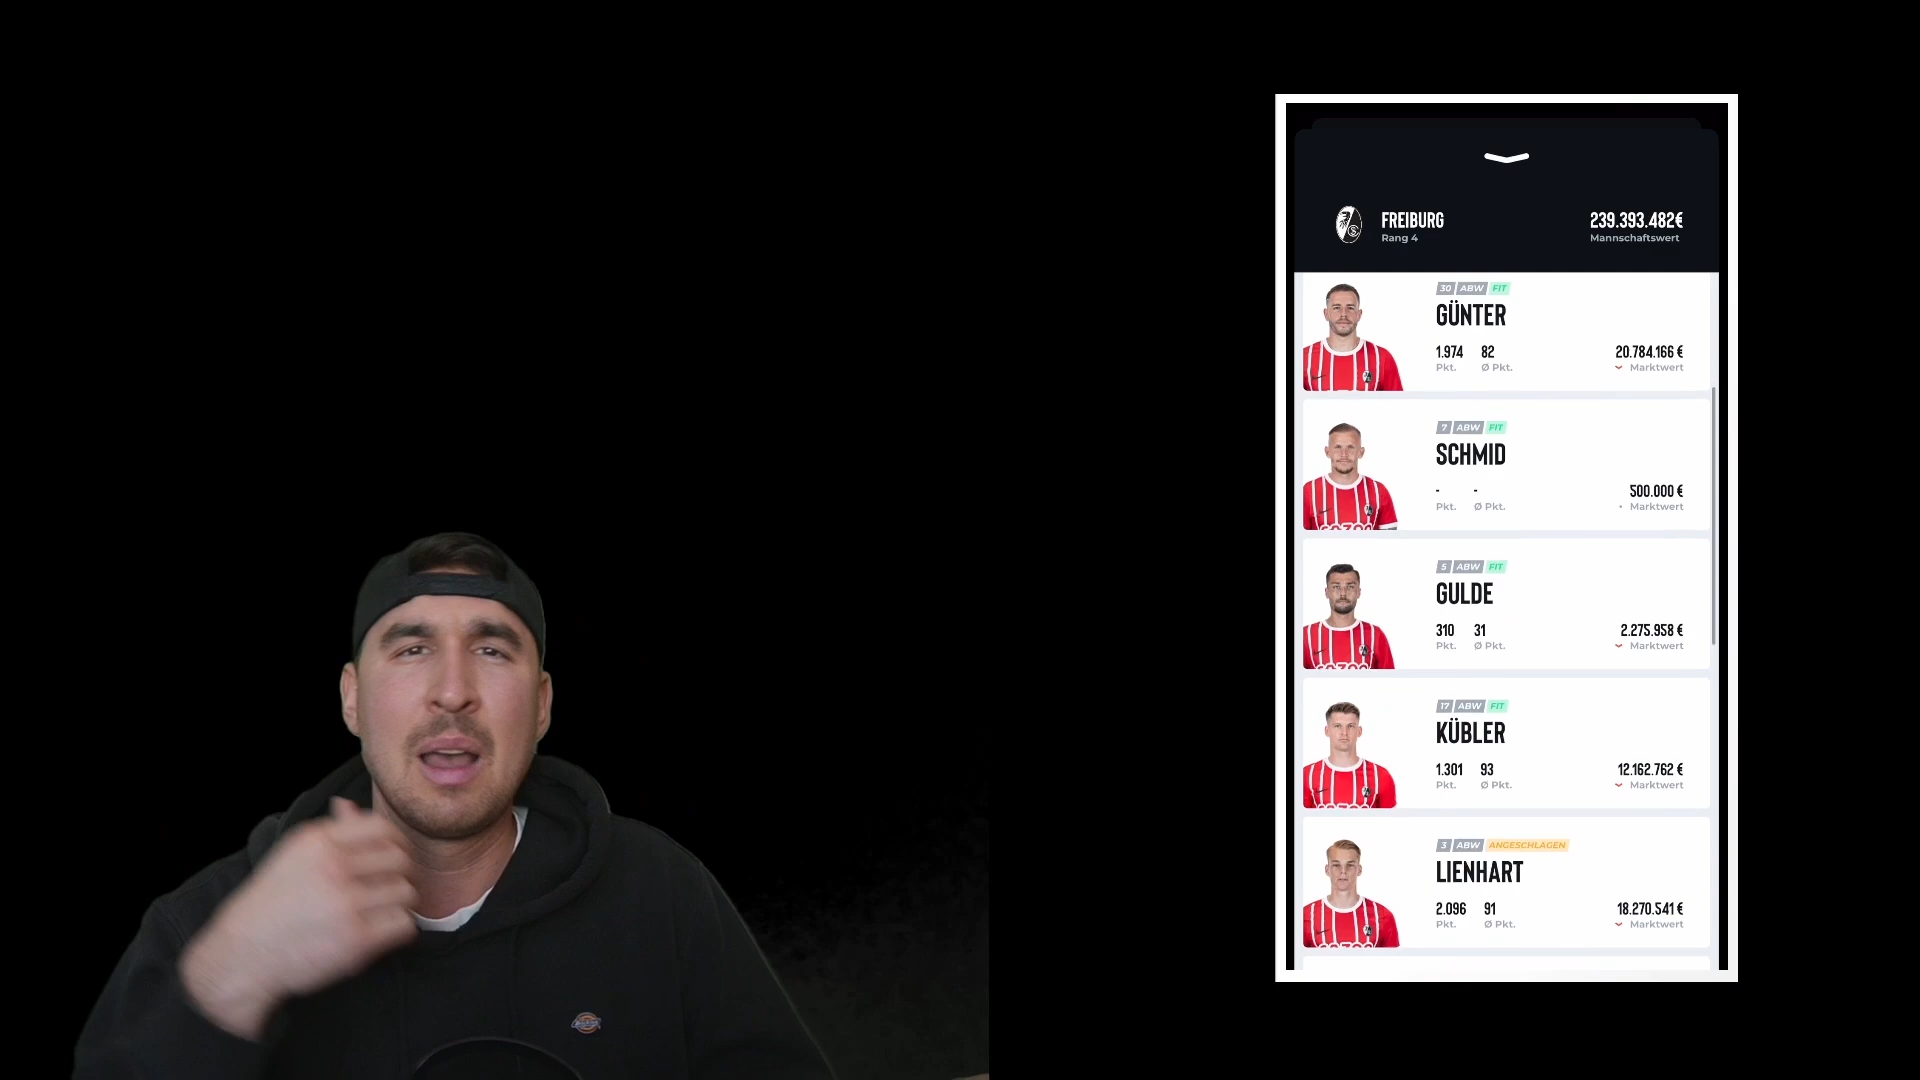 FREIBURG
Rang 4
239.393.482€
Mannschaftswert
30 ABW FIT
GÜNTER
1.974 82 20.784.166 €
Pkt. Ø Pkt. Marktwert
7 ABW FIT
SCHMID
- - 500.000 €
Pkt. Ø Pkt. Marktwert
5 ABW FIT
GULDE
310 31 2.275.958 €
Pkt. Ø Pkt. Marktwert
17 ABW FIT
KÜBLER
1.301 93 12.162.762 €
Pkt. Ø Pkt. Marktwert
3 ABW ANGESCHLAGEN
LIENHART
2.096 91 18.270.541 €
Pkt. Ø Pkt. Marktwert